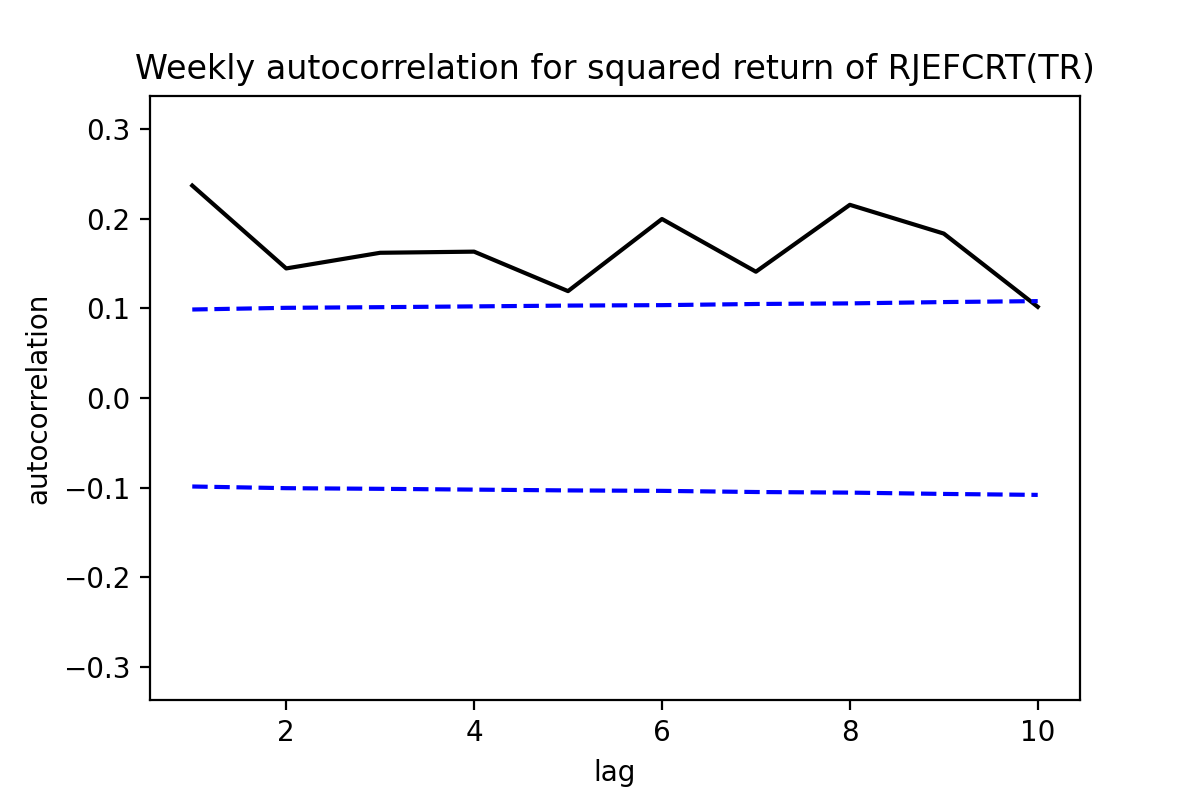 Weekly autocorrelation for squared return of RJEFCRT(TR)
0.3
0.2
0.1
0.0
−0.1
−0.2
−0.3
autocorrelation
2 4 6 8 10
lag